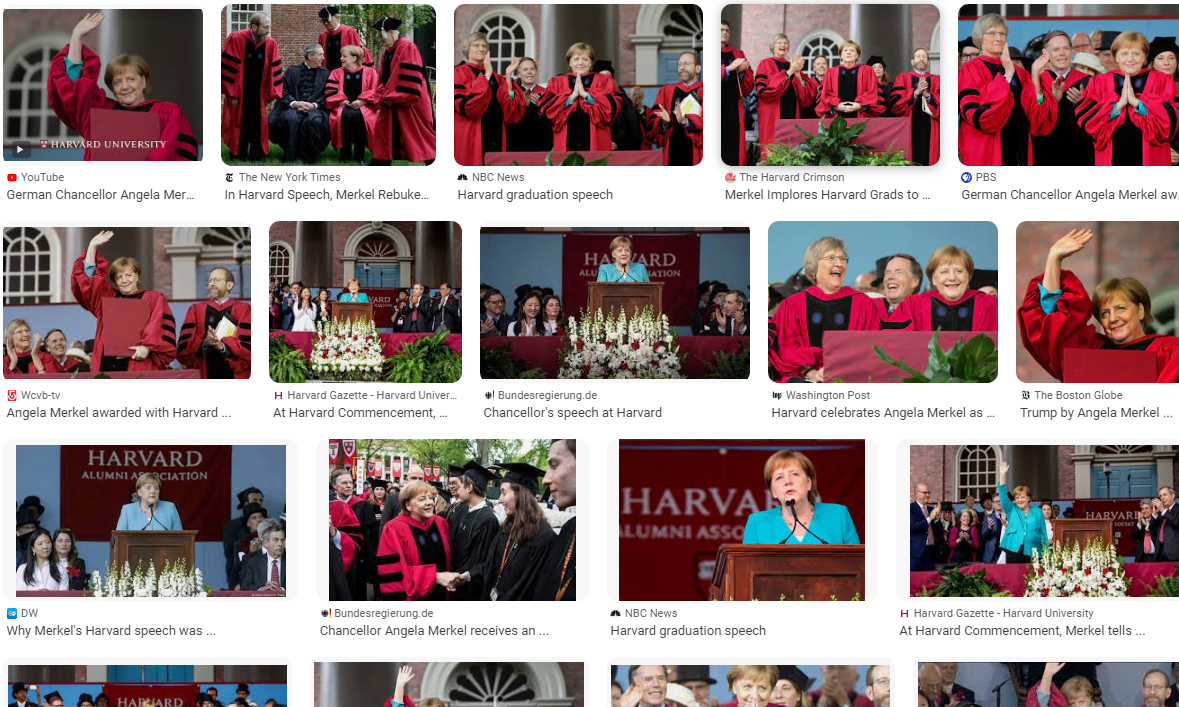 HARVARD UNIVERSITY
YouTube
German Chancellor Angela Mer...
The New York Times
In Harvard Speech, Merkel Rebuke...
NBC News
Harvard graduation speech
The Harvard Crimson
Merkel Implores Harvard Grads to ...
PBS
German Chancellor Angela Merkel aw
HARVARD
ALUMNI ASSOCIATION
Wcvb-tv
Angela Merkel awarded with Harvard ...
Harvard Gazette - Harvard Univer...
At Harvard Commencement, ...
Bundesregierung.de
Chancellor's speech at Harvard
Washington Post
Harvard celebrates Angela Merkel as ...
The Boston Globe
Trump by Angela Merkel ...
HARVARD
ALUMNI ASSOCIATION
HARVA
ALUMNI ASSO
HARVARD
DW
Why Merkel's Harvard speech was ...
Bundesregierung.de
Chancellor Angela Merkel receives an ...
NBC News
Harvard graduation speech
Harvard Gazette - Harvard University
At Harvard Commencement, Merkel tells ...
HARVARD